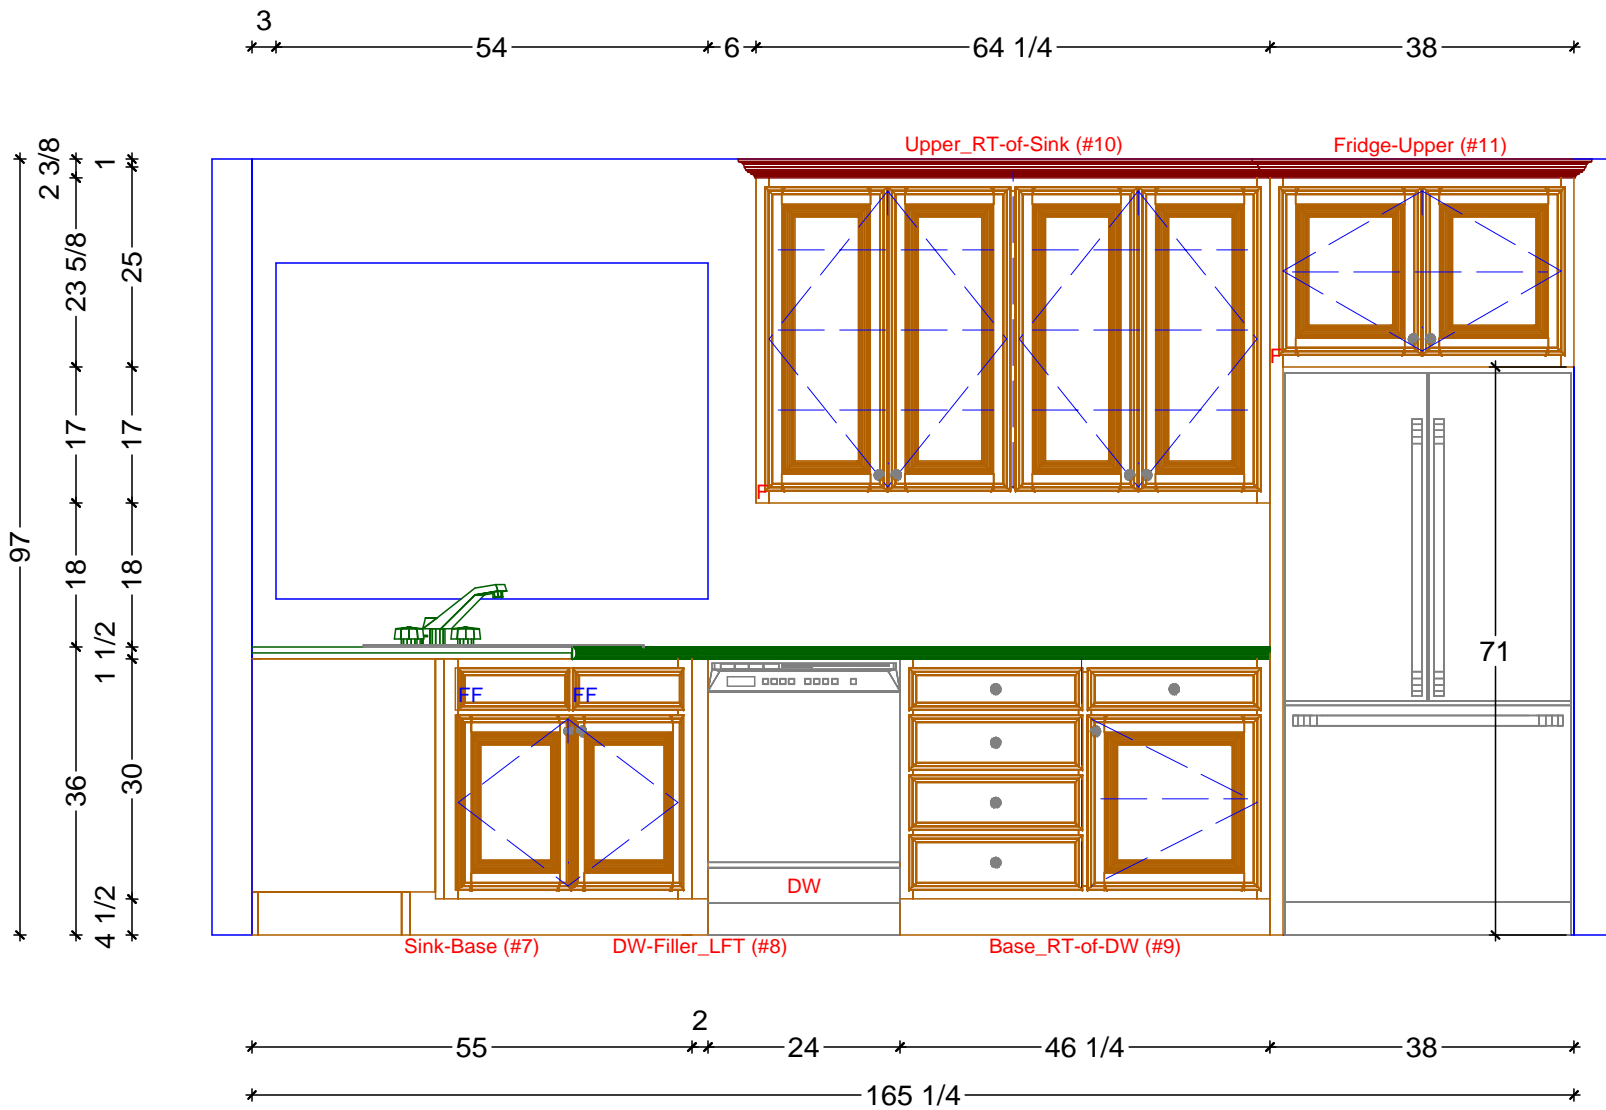 3
54
6
64 1/4
38
Upper_RT-of-Sink (#10)
Fridge-Upper (#11)
97
2 3/8
23 5/8
17
18
36
1
25
17
18
1 1/2
30
4 1/2
F
F
71
FF
FF
DW
Sink-Base (#7)
DW-Filler_LFT (#8)
Base_RT-of-DW (#9)
55
2
24
46 1/4
38
165 1/4